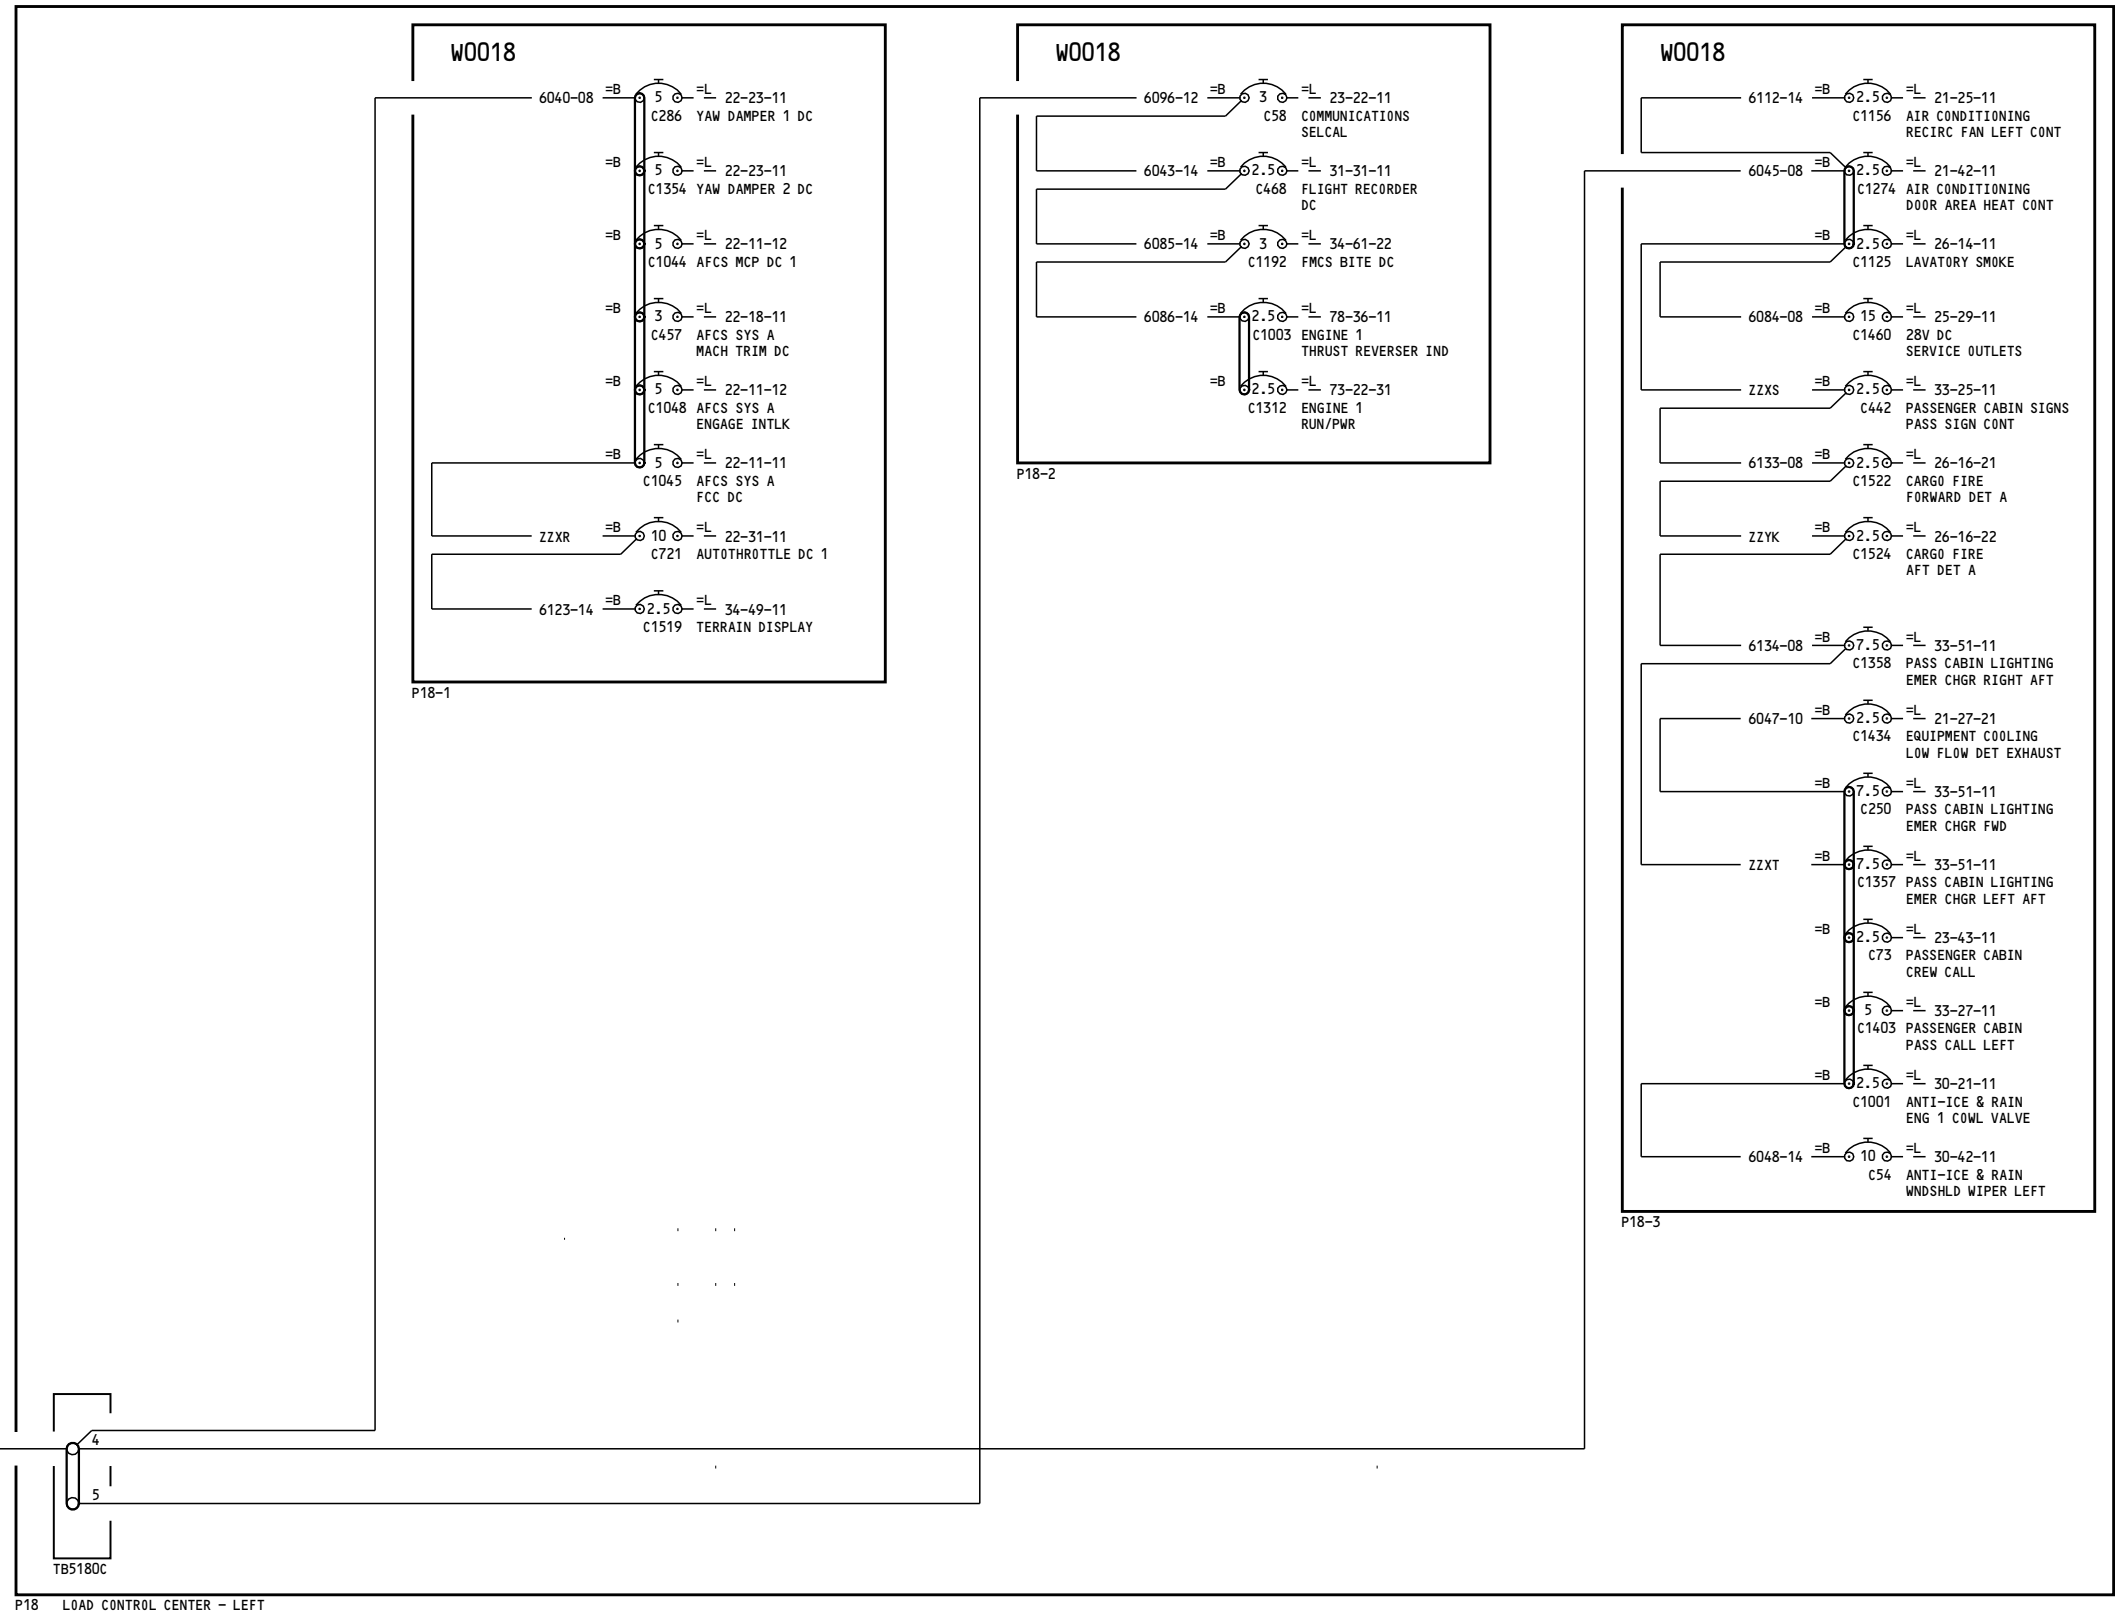 W0018
6040-08 =B 5 =L 22-23-11
C286 YAW DAMPER 1 DC
=B 5 =L 22-23-11
C1354 YAW DAMPER 2 DC
=B 5 =L 22-11-12
C1044 AFCS MCP DC 1
=B 3 =L 22-18-11
C457 AFCS SYS A
MACH TRIM DC
=B 5 =L 22-11-12
C1048 AFCS SYS A
ENGAGE INTLK
=B 5 =L 22-11-11
C1045 AFCS SYS A
FCC DC
ZZXR =B 10 =L 22-31-11
C721 AUTOTHROTTLE DC 1
6123-14 =B 2.5 =L 34-49-11
C1519 TERRAIN DISPLAY
P18-1
W0018
6096-12 =B 3 =L 23-22-11
C58 COMMUNICATIONS
SELCAL
6043-14 =B 2.5 =L 31-31-11
C468 FLIGHT RECORDER
DC
6085-14 =B 3 =L 34-61-22
C1192 FMCS BITE DC
6086-14 =B 2.5 =L 78-36-11
C1003 ENGINE 1
THRUST REVERSER IND
=B 2.5 =L 73-22-31
C1312 ENGINE 1
RUN/PWR
P18-2
W0018
6112-14 =B 2.5 =L 21-25-11
C1156 AIR CONDITIONING
RECIRC FAN LEFT CONT
6045-08 =B 2.5 =L 21-42-11
C1274 AIR CONDITIONING
DOOR AREA HEAT CONT
=B 2.5 =L 26-14-11
C1125 LAVATORY SMOKE
6084-08 =B 15 =L 25-29-11
C1460 28V DC
SERVICE OUTLETS
ZZXS =B 2.5 =L 33-25-11
C442 PASSENGER CABIN SIGNS
PASS SIGN CONT
6133-08 =B 2.5 =L 26-16-21
C1522 CARGO FIRE
FORWARD DET A
ZZYK =B 2.5 =L 26-16-22
C1524 CARGO FIRE
AFT DET A
6134-08 =B 7.5 =L 33-51-11
C1358 PASS CABIN LIGHTING
EMER CHGR RIGHT AFT
6047-10 =B 2.5 =L 21-27-21
C1434 EQUIPMENT COOLING
LOW FLOW DET EXHAUST
=B 7.5 =L 33-51-11
C250 PASS CABIN LIGHTING
EMER CHGR FWD
ZZXT =B 7.5 =L 33-51-11
C1357 PASS CABIN LIGHTING
EMER CHGR LEFT AFT
=B 2.5 =L 23-43-11
C73 PASSENGER CABIN
CREW CALL
=B 5 =L 33-27-11
C1403 PASSENGER CABIN
PASS CALL LEFT
=B 2.5 =L 30-21-11
C1001 ANTI-ICE & RAIN
ENG 1 COWL VALVE
6048-14 =B 10 =L 30-42-11
C54 ANTI-ICE & RAIN
WNDSHLD WIPER LEFT
P18-3
4
5
TB5180C
P18 LOAD CONTROL CENTER - LEFT